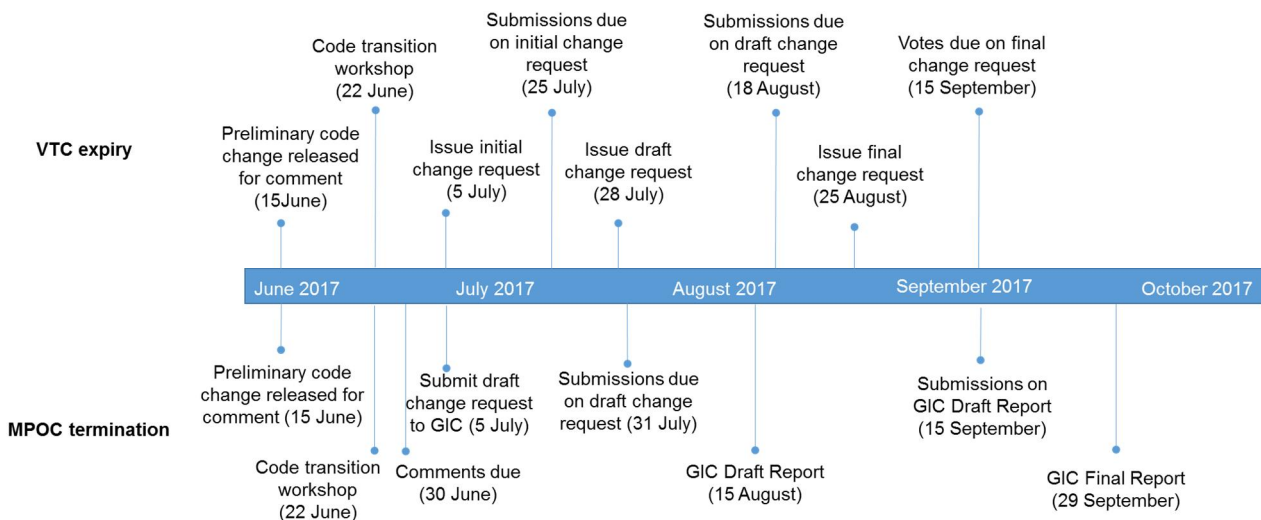 Code transition
workshop
(22 June)
Submissions due
on initial change
request
(25 July)
Submissions due
on draft change
request
(18 August)
Votes due on final
change request
(15 September)
VTC expiry
Preliminary code
change released
for comment
(15June)
Issue initial
change request
(5 July)
Issue draft
change request
(28 July)
Issue final
change request
(25 August)
June 2017
July 2017
August 2017
September 2017
October 2017
MPOC termination
Preliminary code
change released for
comment (15 June)
Submit draft
change request
to GIC (5 July)
Submissions due
on draft change
request (31 July)
Submissions on
GIC Draft Report
(15 September)
Code transition
workshop
(22 June)
Comments due
(30 June)
GIC Draft Report
(15 August)
GIC Final Report
(29 September)